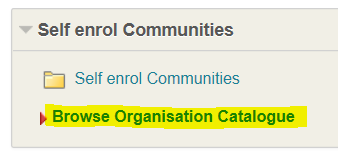 Self enrol Communities
Self enrol Communities
Browse Organisation Catalogue